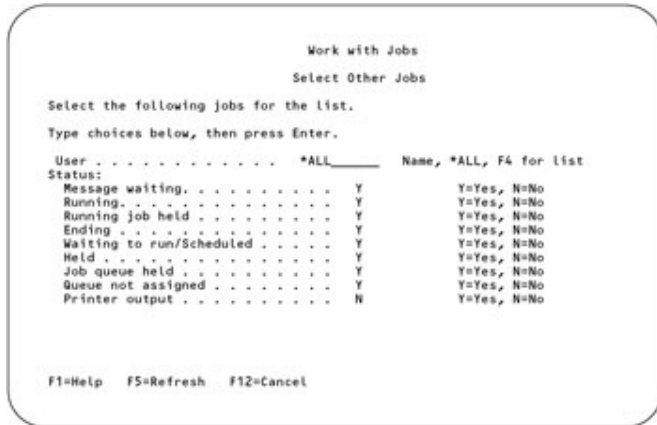 Work with Jobs
Select Other Jobs
Select the following jobs for the list.
Type choices below, then press Enter.
User . . . . . . . . . . . . . *ALL______ Name, *ALL, F4 for list
Status:
Message waiting. . . . . . . . . . Y Y=Yes, N=No
Running. . . . . . . . . . . . . . Y Y=Yes, N=No
Running job held . . . . . . . . . Y Y=Yes, N=No
Ending . . . . . . . . . . . . . . Y Y=Yes, N=No
Waiting to run/Scheduled . . . . . Y Y=Yes, N=No
Held . . . . . . . . . . . . . . . Y Y=Yes, N=No
Job queue held . . . . . . . . . . Y Y=Yes, N=No
Queue not assigned . . . . . . . . Y Y=Yes, N=No
Printer output . . . . . . . . . . N Y=Yes, N=No
F1=Help F5=Refresh F12=Cancel